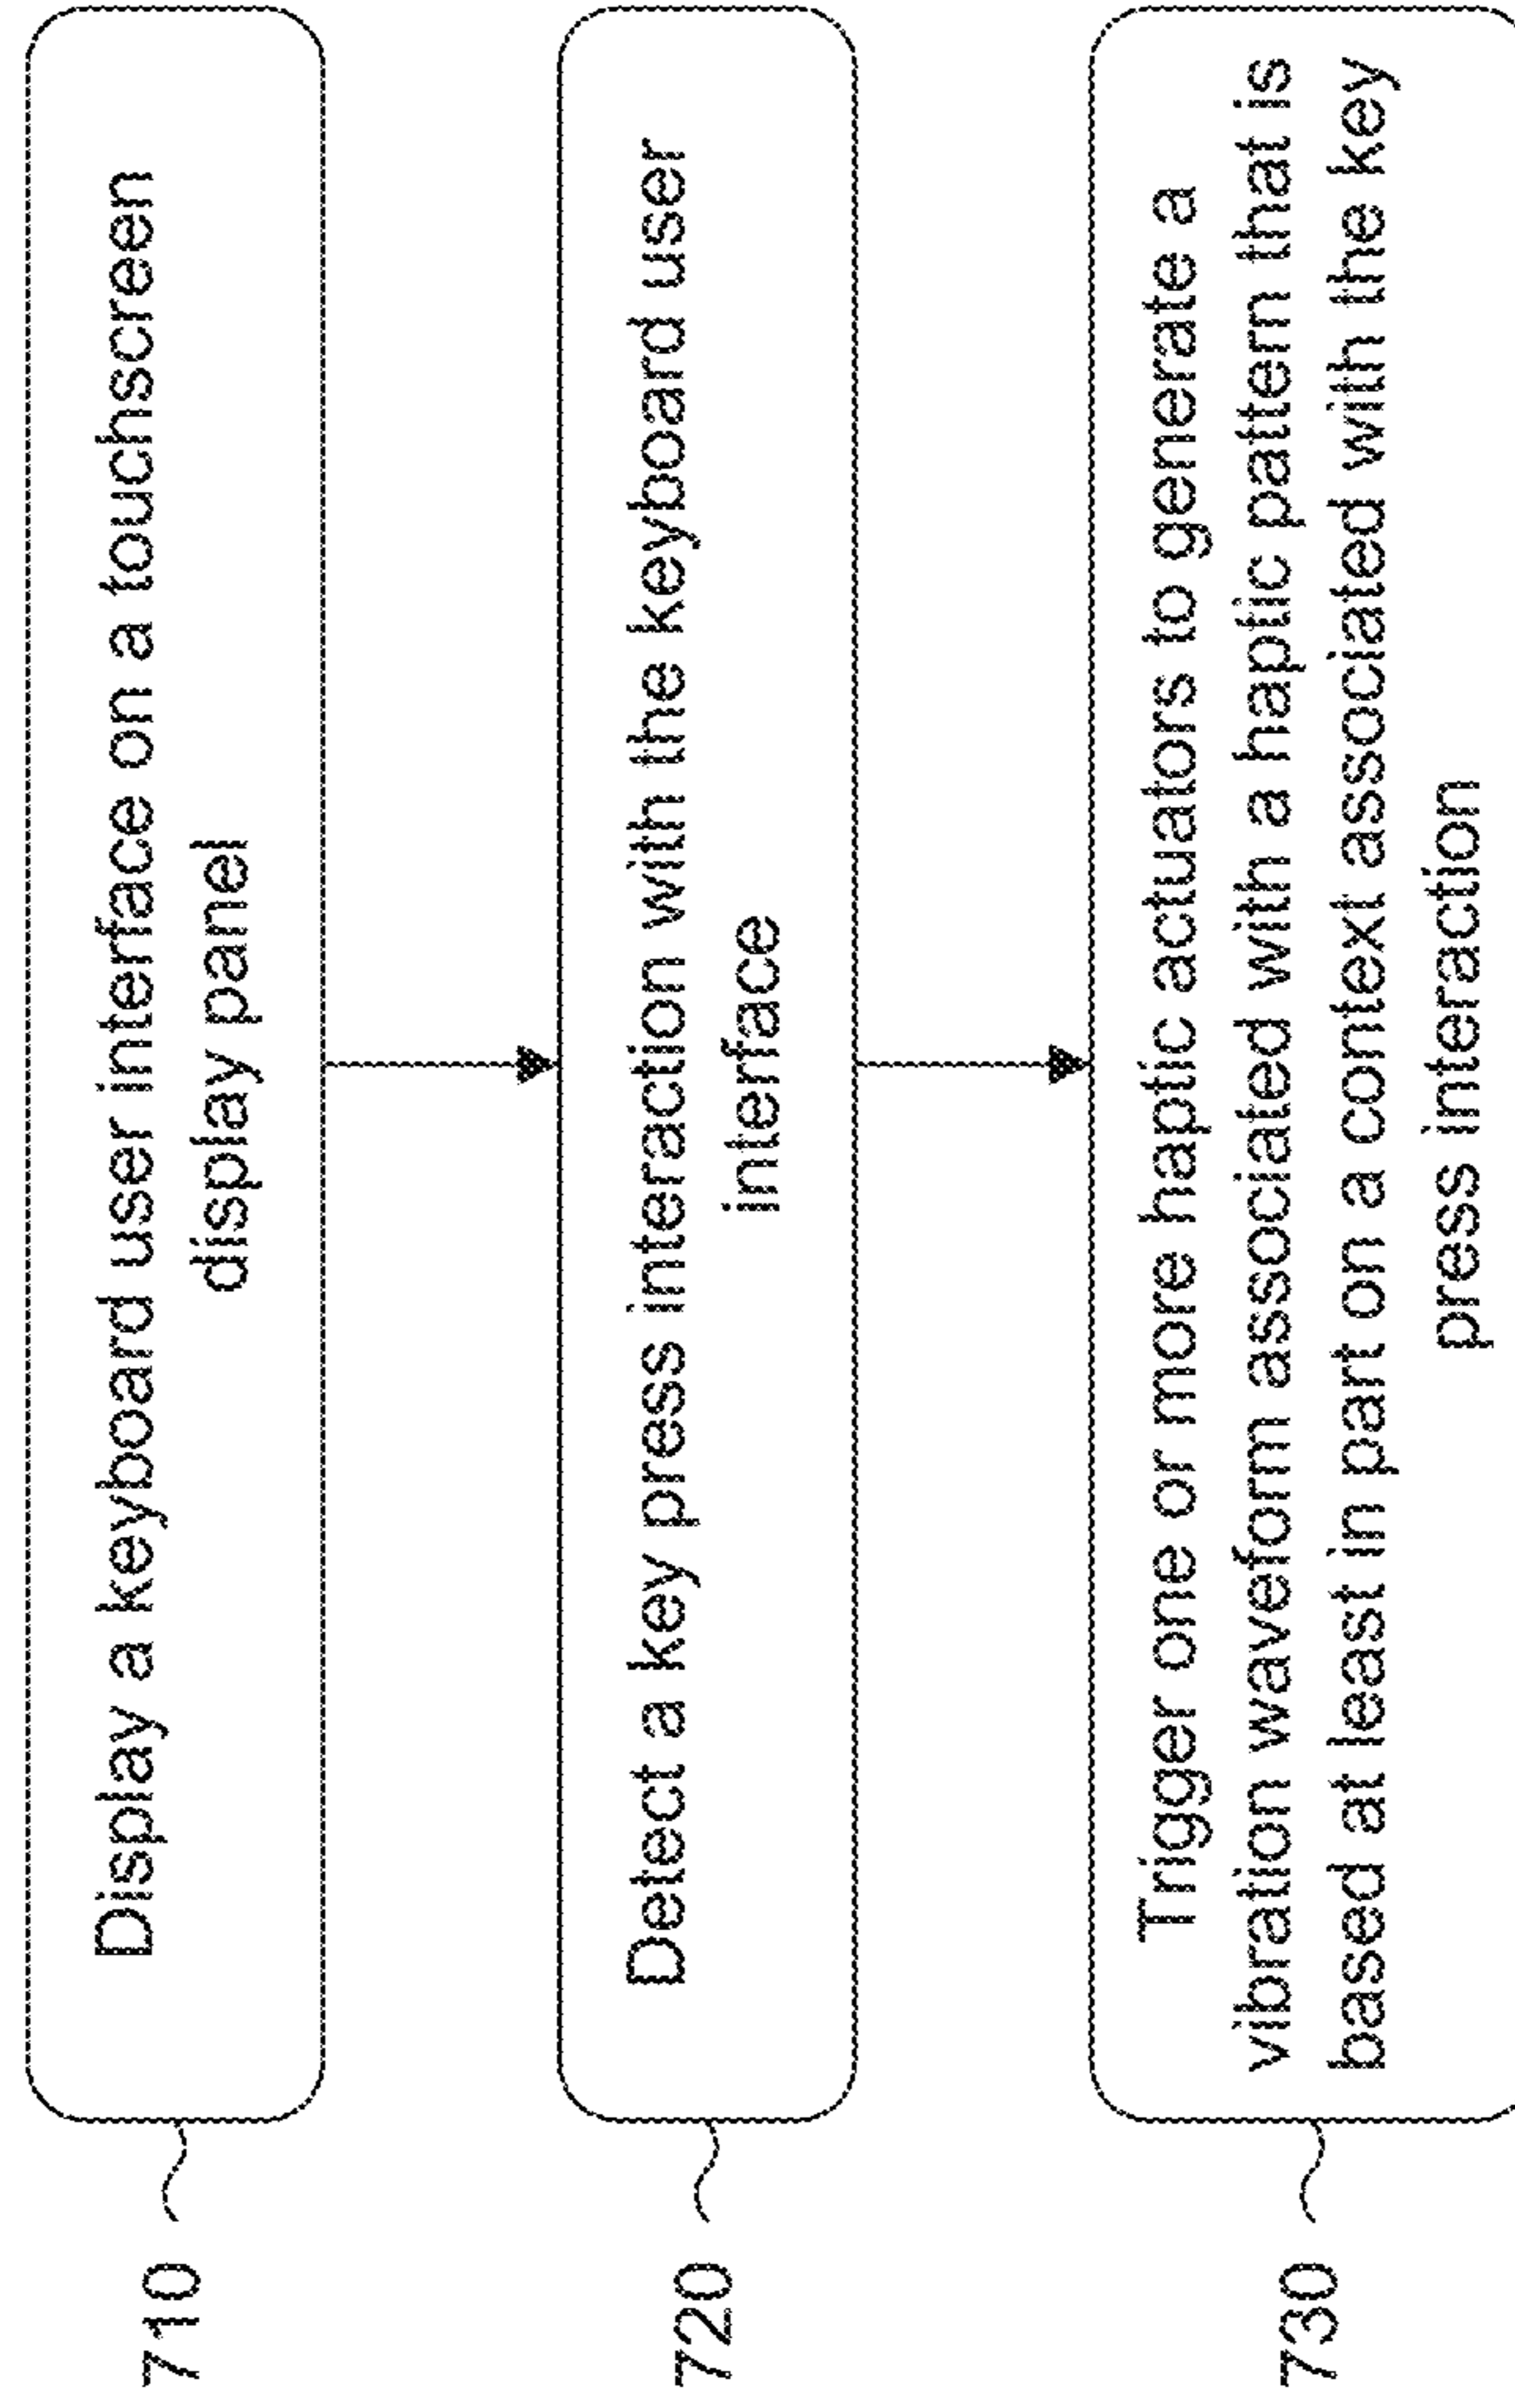 710
Display a keyboard user interface on a touchscreen
display panel
720
Detect a key press interaction with the keyboard user
interface
730
Trigger one or more haptic actuators to generate a
vibration waveform associated with a haptic pattern that is
based at least in part on a context associated with the key
press interaction